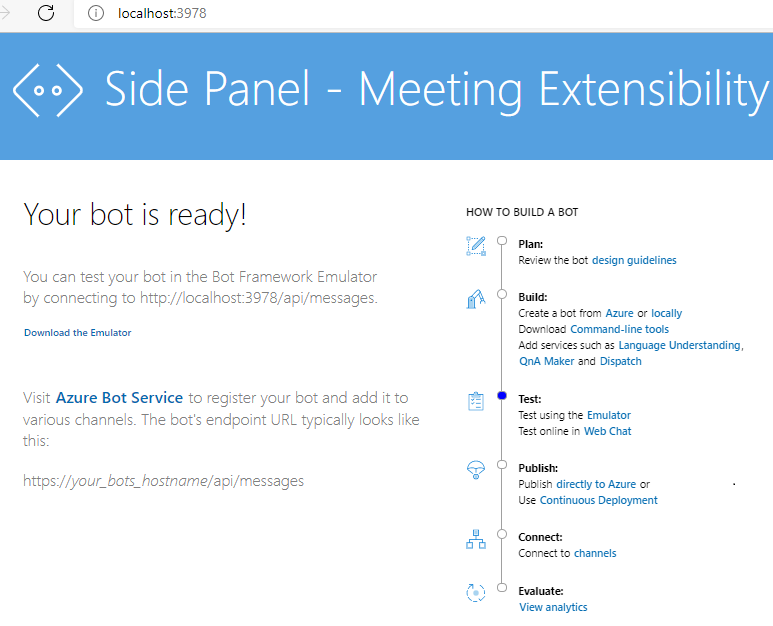 localhost:3978
Side Panel - Meeting Extensibility
Your bot is ready!
You can test your bot in the Bot Framework Emulator
by connecting to http://localhost:3978/api/messages.
Download the Emulator
Visit Azure Bot Service to register your bot and add it to
various channels. The bot's endpoint URL typically looks like
this:
https://your_bots_hostname/api/messages
HOW TO BUILD A BOT
Plan:
Review the bot design guidelines
Build:
Create a bot from Azure or locally
Download Command-line tools
Add services such as Language Understanding,
QnA Maker and Dispatch
Test:
Test using the Emulator
Test online in Web Chat
Publish:
Publish directly to Azure or
Use Continuous Deployment
Connect:
Connect to channels
Evaluate:
View analytics